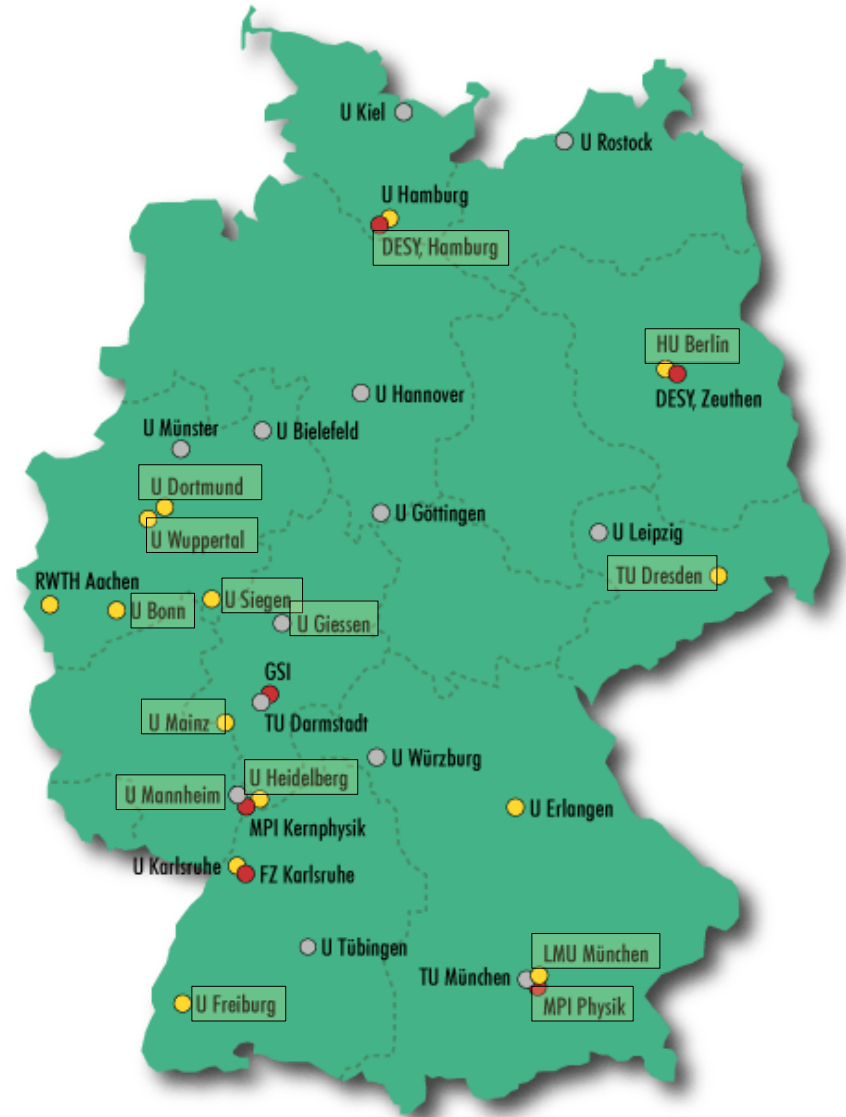 U Kiel
U Rostock
U Hamburg
DESY, Hamburg
HU Berlin
DESY, Zeuthen
U Hannover
U Münster
U Bielefeld
U Dortmund
U Wuppertal
U Göttingen
U Leipzig
TU Dresden
RWTH Aachen
U Bonn
U Siegen
U Giessen
GSI
TU Darmstadt
U Mainz
U Würzburg
U Heidelberg
U Mannheim
MPI Kernphysik
U Erlangen
U Karlsruhe
FZ Karlsruhe
U Tübingen
LMU München
TU München
MPI Physik
U Freiburg